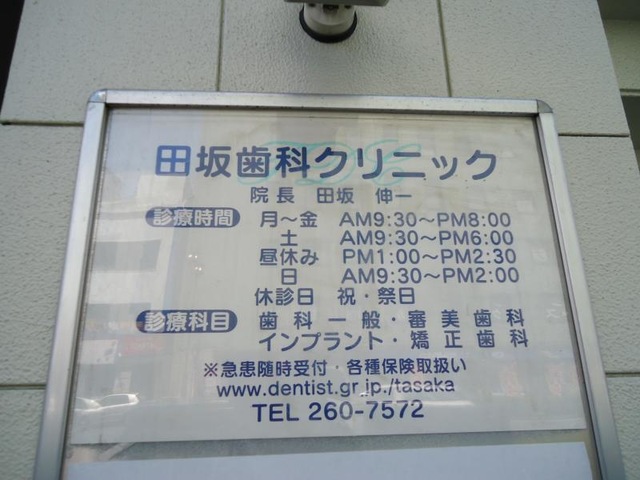 田坂歯科クリニック
院長 田坂 伸一
診療時間 月～金 AM9:30～PM8:00
土 AM9:30～PM6:00
昼休み PM1:00～PM2:30
日 AM9:30～PM2:00
休診日 祝・祭日
診療科目 歯科一般・審美歯科
インプラント・矯正歯科
※急患随時受付・各種保険取扱い
www.dentist.gr.jp/tasaka
TEL 260-7572